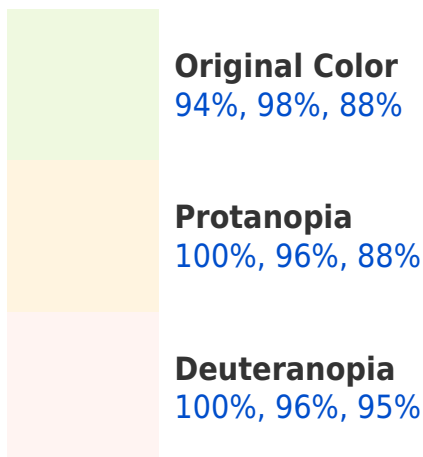 Original Color
94%, 98%, 88%
Protanopia
100%, 96%, 88%
Deuteranopia
100%, 96%, 95%